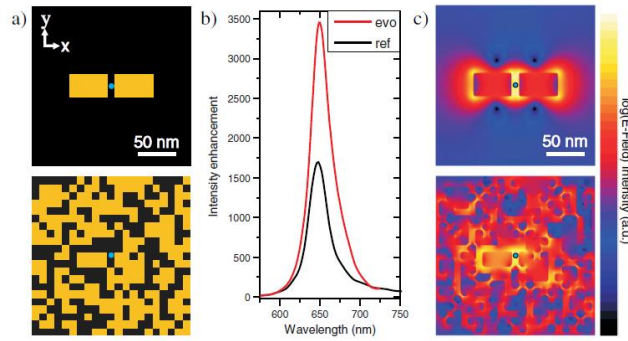 a)
y
x
50 nm
b)
3500
3000
2500
2000
1500
1000
500
0
Intensity enhancement
evo
ref
600
650
700
750
Wavelength (nm)
c)
50 nm
log(E-Field) Intensity (a.u.)